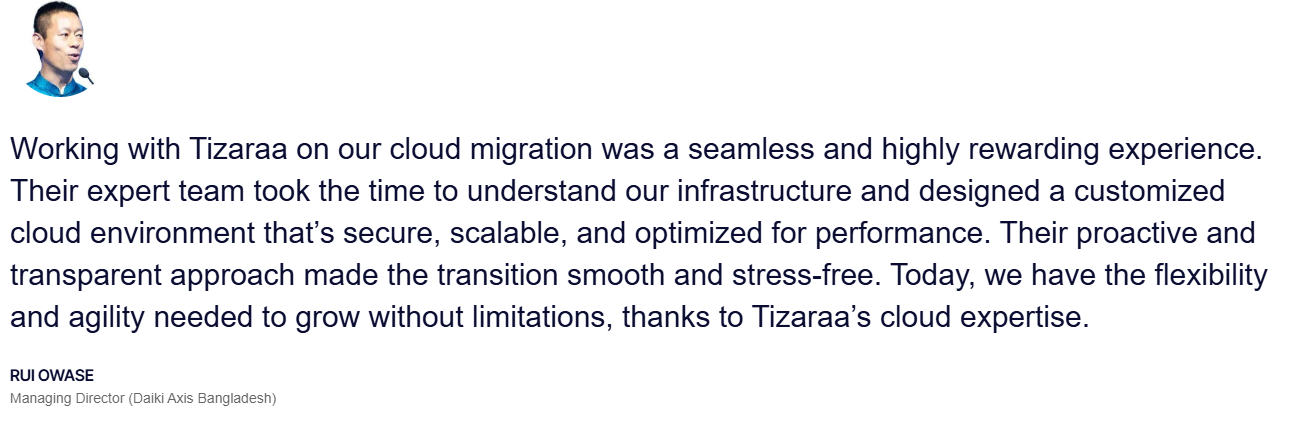 Working with Tizaraa on our cloud migration was a seamless and highly rewarding experience.
Their expert team took the time to understand our infrastructure and designed a customized
cloud environment that’s secure, scalable, and optimized for performance. Their proactive and
transparent approach made the transition smooth and stress-free. Today, we have the flexibility
and agility needed to grow without limitations, thanks to Tizaraa’s cloud expertise.
RUI OWASE
Managing Director (Daiki Axis Bangladesh)